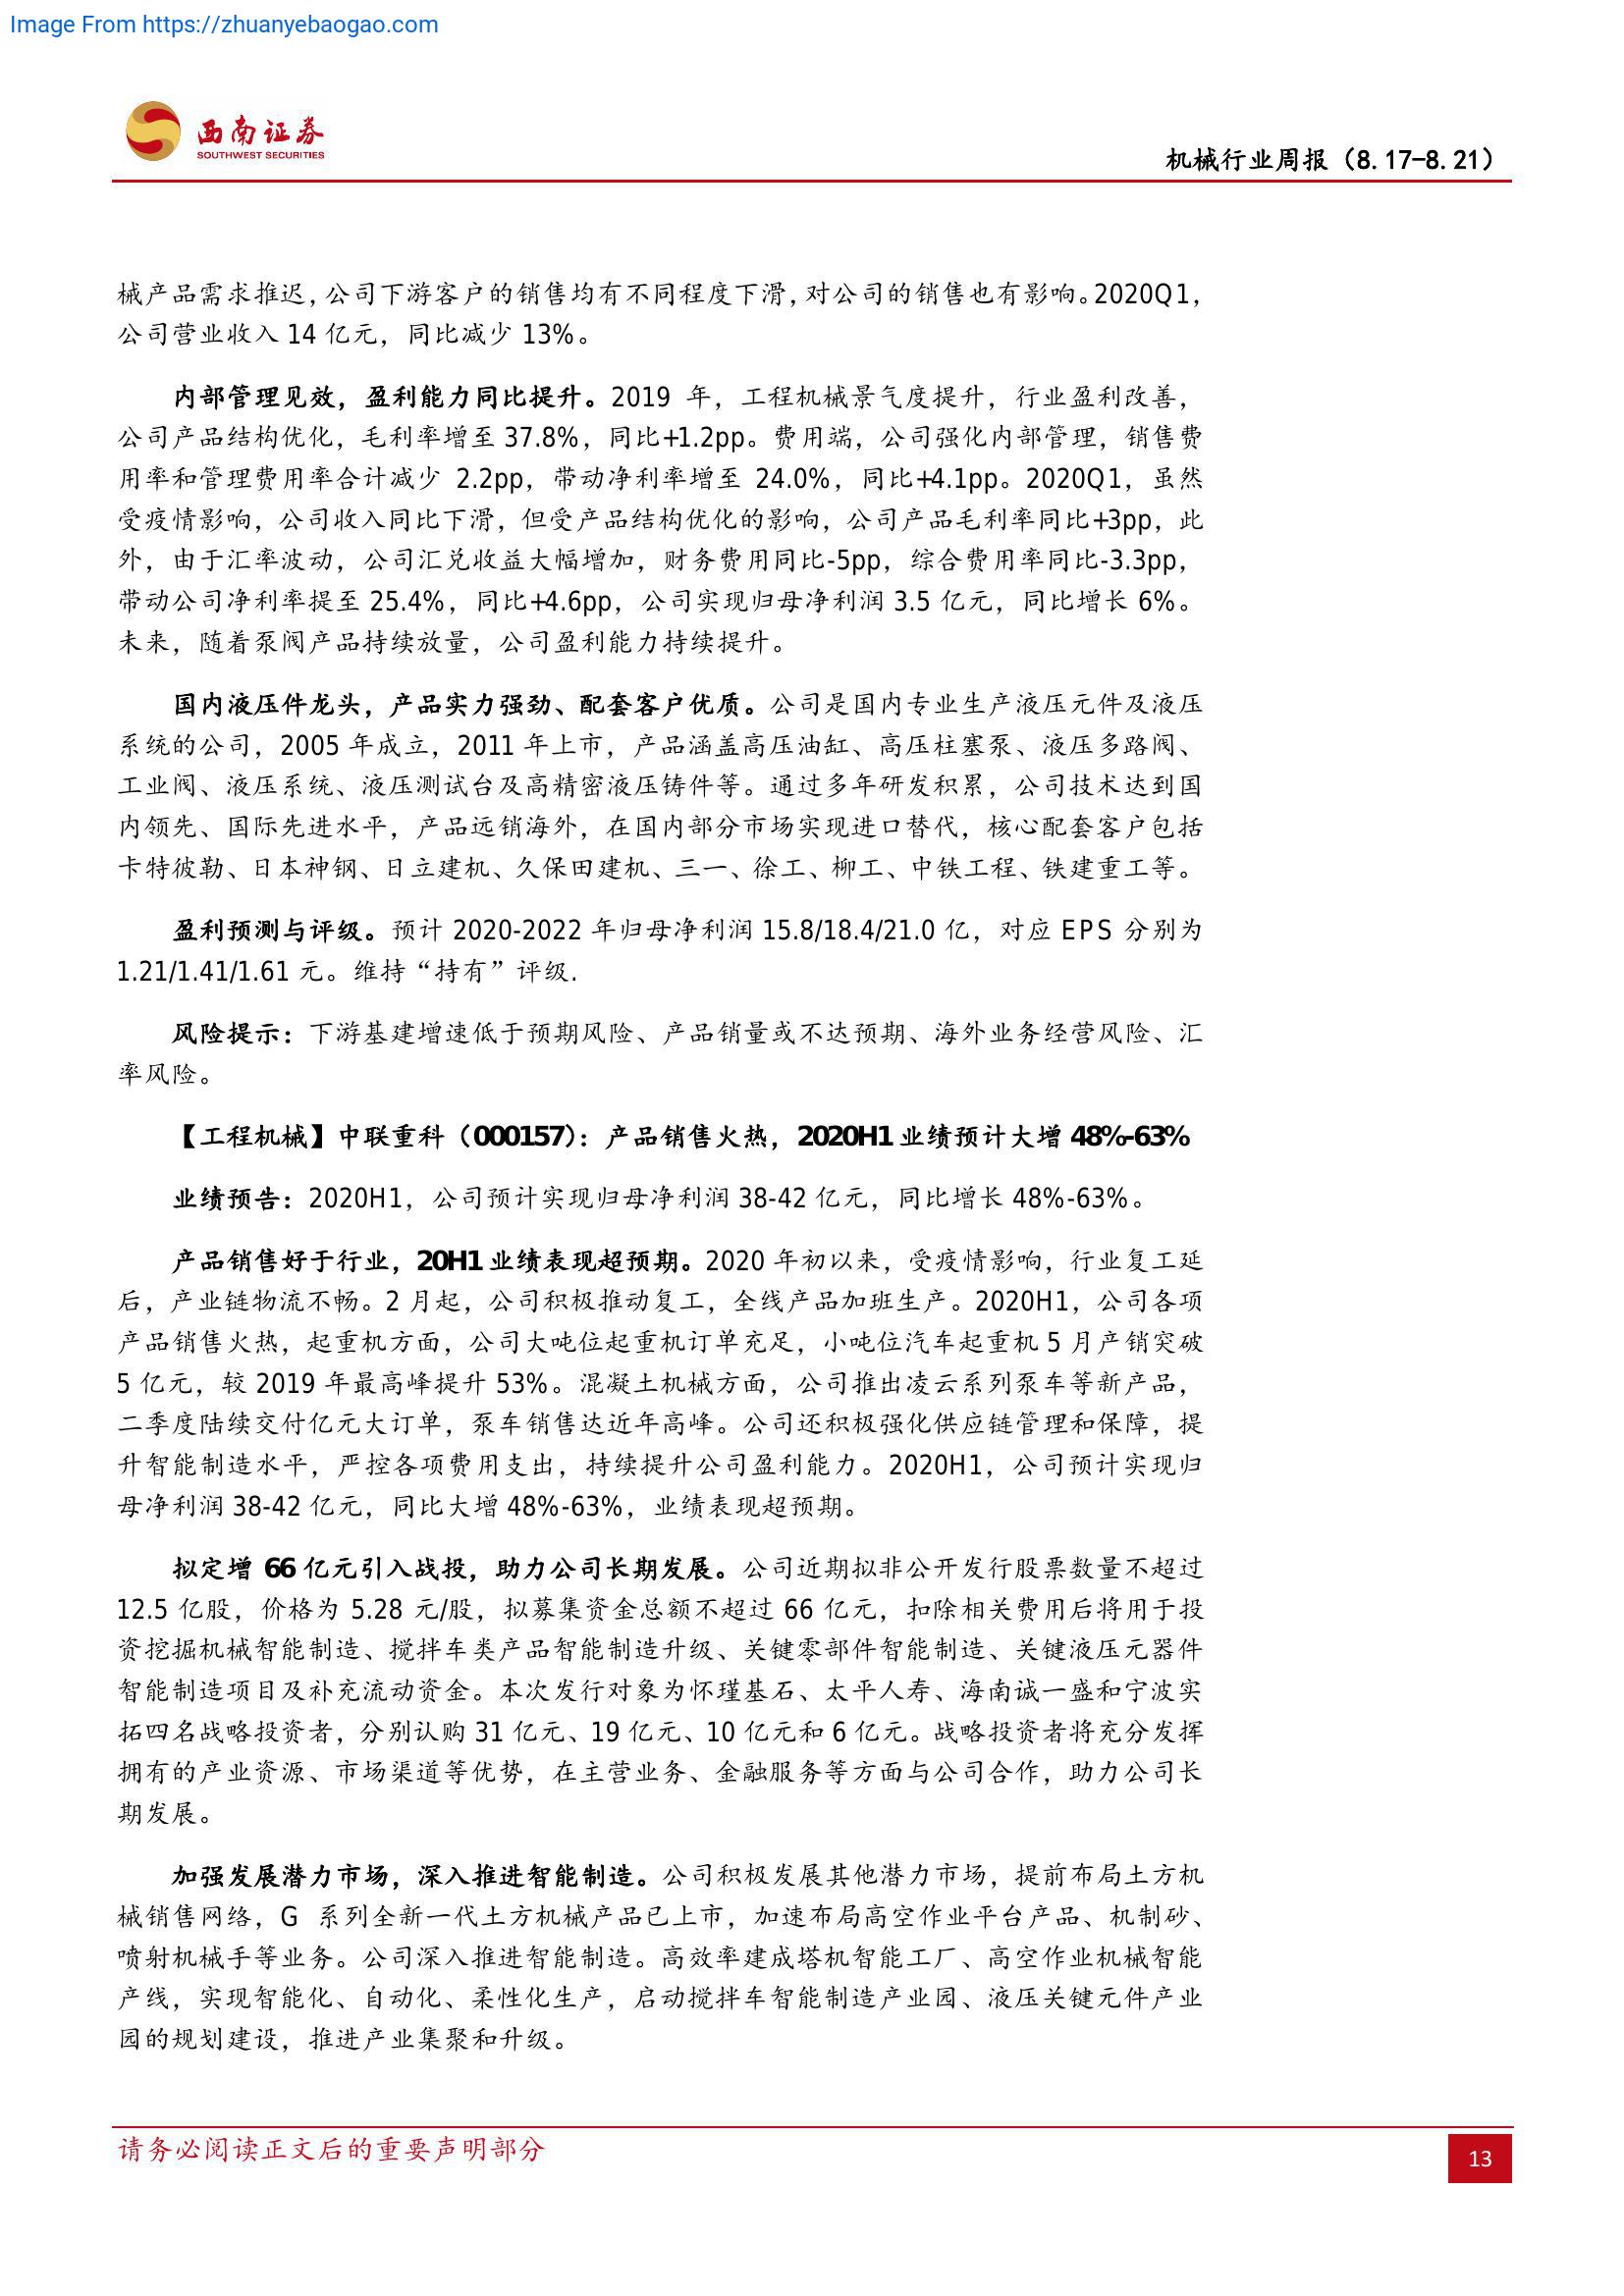 Image From https://zhuanyebaogao.com
西南证券
SOUTHWEST SECURITIES
机械行业周报（8.17-8.21）
械产品需求推迟，公司下游客户的销售均有不同程度下滑，对公司的销售也有影响。2020Q1，
公司营业收入 14 亿元，同比减少 13%。
内部管理见效，盈利能力同比提升。2019 年，工程机械景气度提升，行业盈利改善，
公司产品结构优化，毛利率增至 37.8%，同比+1.2pp。费用端，公司强化内部管理，销售费
用率和管理费用率合计减少 2.2pp，带动净利率增至 24.0%，同比+4.1pp。2020Q1，虽然
受疫情影响，公司收入同比下滑，但受产品结构优化的影响，公司产品毛利率同比+3pp，此
外，由于汇率波动，公司汇兑收益大幅增加，财务费用同比-5pp，综合费用率同比-3.3pp，
带动公司净利率提至 25.4%，同比+4.6pp，公司实现归母净利润 3.5 亿元，同比增长 6%。
未来，随着泵阀产品持续放量，公司盈利能力持续提升。
国内液压件龙头，产品实力强劲、配套客户优质。公司是国内专业生产液压元件及液压
系统的公司，2005 年成立，2011 年上市，产品涵盖高压油缸、高压柱塞泵、液压多路阀、
工业阀、液压系统、液压测试台及高精密液压铸件等。通过多年研发积累，公司技术达到国
内领先、国际先进水平，产品远销海外，在国内部分市场实现进口替代，核心配套客户包括
卡特彼勒、日本神钢、日立建机、久保田建机、三一、徐工、柳工、中铁工程、铁建重工等。
盈利预测与评级。预计 2020-2022 年归母净利润 15.8/18.4/21.0 亿，对应 EPS 分别为
1.21/1.41/1.61 元。维持“持有”评级.
风险提示：下游基建增速低于预期风险、产品销量或不达预期、海外业务经营风险、汇
率风险。
【工程机械】中联重科（000157）：产品销售火热，2020H1 业绩预计大增 48%-63%
业绩预告：2020H1，公司预计实现归母净利润 38-42 亿元，同比增长 48%-63%。
产品销售好于行业，20H1 业绩表现超预期。2020 年初以来，受疫情影响，行业复工延
后，产业链物流不畅。2 月起，公司积极推动复工，全线产品加班生产。2020H1，公司各项
产品销售火热，起重机方面，公司大吨位起重机订单充足，小吨位汽车起重机 5 月产销突破
5 亿元，较 2019 年最高峰提升 53%。混凝土机械方面，公司推出凌云系列泵车等新产品，
二季度陆续交付亿元大订单，泵车销售达近年高峰。公司还积极强化供应链管理和保障，提
升智能制造水平，严控各项费用支出，持续提升公司盈利能力。2020H1，公司预计实现归
母净利润 38-42 亿元，同比大增 48%-63%，业绩表现超预期。
拟定增 66 亿元引入战投，助力公司长期发展。公司近期拟非公开发行股票数量不超过
12.5 亿股，价格为 5.28 元/股，拟募集资金总额不超过 66 亿元，扣除相关费用后将用于投
资挖掘机械智能制造、搅拌车类产品智能制造升级、关键零部件智能制造、关键液压元器件
智能制造项目及补充流动资金。本次发行对象为怀瑾基石、太平人寿、海南诚一盛和宁波实
拓四名战略投资者，分别认购 31 亿元、19 亿元、10 亿元和 6 亿元。战略投资者将充分发挥
拥有的产业资源、市场渠道等优势，在主营业务、金融服务等方面与公司合作，助力公司长
期发展。
加强发展潜力市场，深入推进智能制造。公司积极发展其他潜力市场，提前布局土方机
械销售网络，G 系列全新一代土方机械产品已上市，加速布局高空作业平台产品、机制砂、
喷射机械手等业务。公司深入推进智能制造。高效率建成塔机智能工厂、高空作业机械智能
产线，实现智能化、自动化、柔性化生产，启动搅拌车智能制造产业园、液压关键元件产业
园的规划建设，推进产业集聚和升级。
请务必阅读正文后的重要声明部分
13